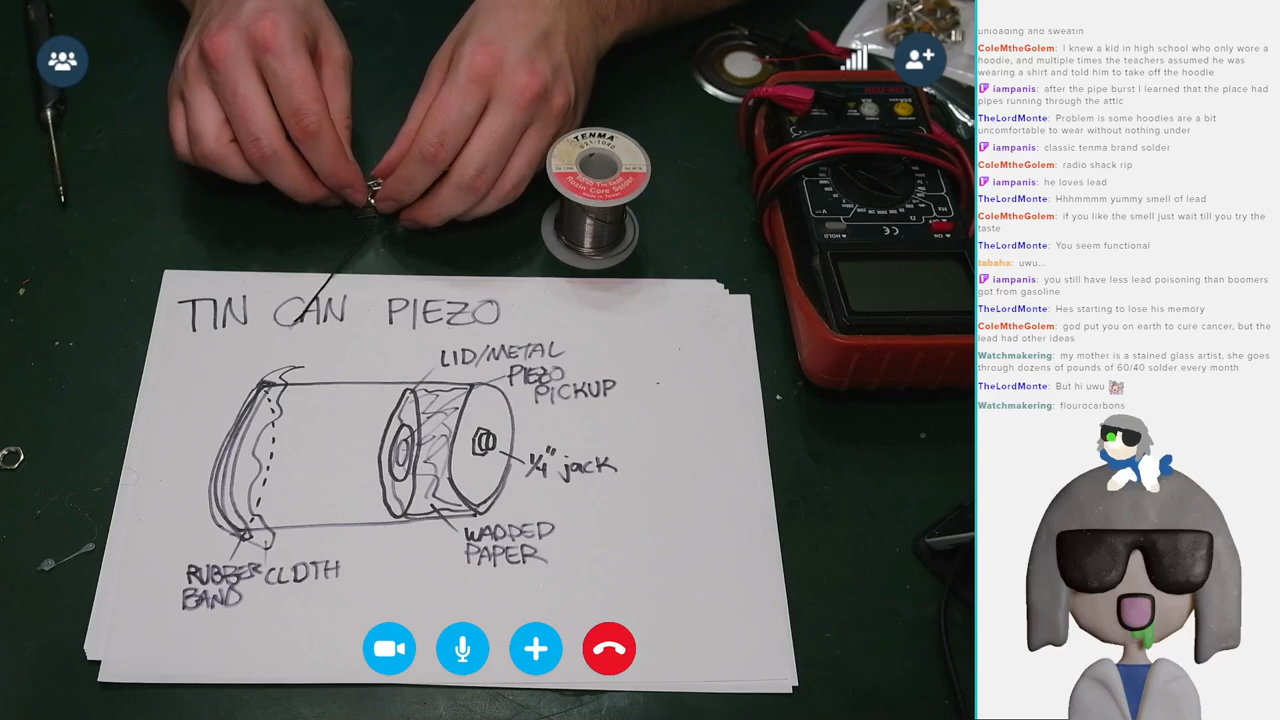 TENMA
21-1040
Rosin Core Solder
HOLD
ON
TIN CAN PIEZO
LID/METAL
PIEZO
PICKUP
1/4" jack
WADDED
PAPER
RUBBER
BAND
CLOTH
unloading and sweatin
ColeMtheGolem: I knew a kid in high school who only wore a
hoodie, and multiple times the teachers assumed he was
wearing a shirt and told him to take off the hoodie
iampanis: after the pipe burst I learned that the place had
pipes running through the attic
TheLordMonte: Problem is some hoodies are a bit
uncomfortable to wear without nothing under
iampanis: classic tenma brand solder
ColeMtheGolem: radio shack rip
iampanis: he loves lead
TheLordMonte: Hhhmmmm yummy smell of lead
ColeMtheGolem: if you like the smell just wait till you try the
taste
TheLordMonte: You seem functional
tabaha: uwu...
iampanis: you still have less lead poisoning than boomers
got from gasoline
TheLordMonte: Hes starting to lose his memory
ColeMtheGolem: god put you on earth to cure cancer, but the
lead had other ideas
Watchmakering: my mother is a stained glass artist, she goes
through dozens of pounds of 60/40 solder every month
TheLordMonte: But hi uwu
Watchmakering: flourocarbons